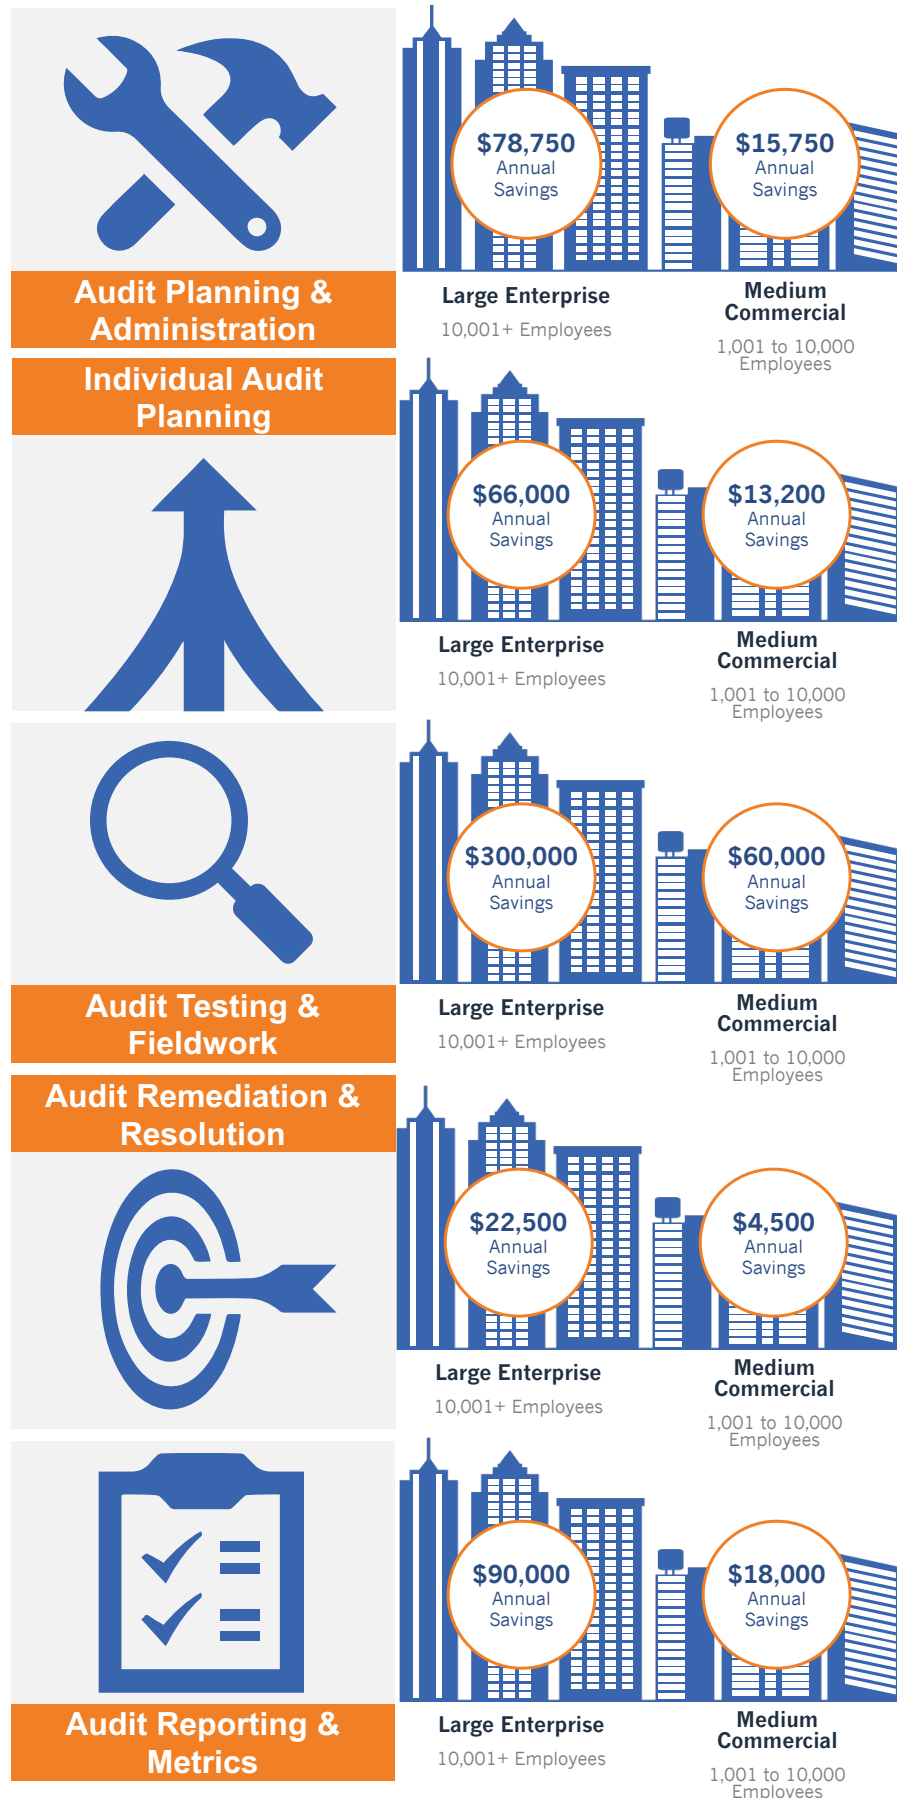 Audit Planning &
Administration
$78,750
Annual
Savings
$15,750
Annual
Savings
Large Enterprise
10,001+ Employees
Medium
Commercial
1,001 to 10,000
Employees
Individual Audit
Planning
$66,000
Annual
Savings
$13,200
Annual
Savings
Large Enterprise
10,001+ Employees
Medium
Commercial
1,001 to 10,000
Employees
Audit Testing &
Fieldwork
$300,000
Annual
Savings
$60,000
Annual
Savings
Large Enterprise
10,001+ Employees
Medium
Commercial
1,001 to 10,000
Employees
Audit Remediation &
Resolution
$22,500
Annual
Savings
$4,500
Annual
Savings
Large Enterprise
10,001+ Employees
Medium
Commercial
1,001 to 10,000
Employees
Audit Reporting &
Metrics
$90,000
Annual
Savings
$18,000
Annual
Savings
Large Enterprise
10,001+ Employees
Medium
Commercial
1,001 to 10,000
Employees